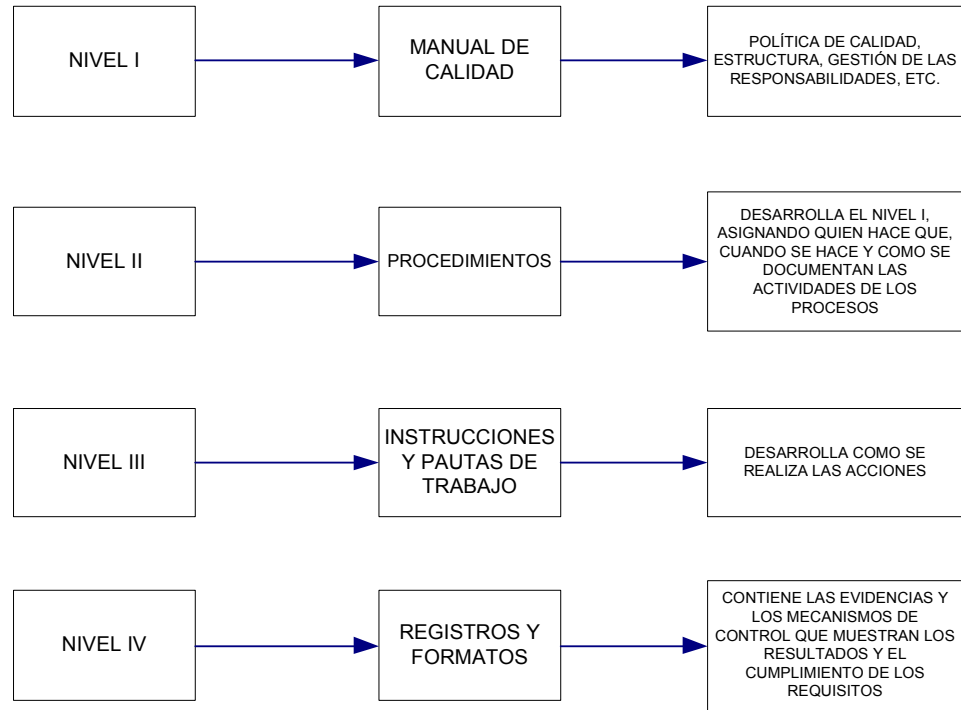 NIVEL I
MANUAL DE
CALIDAD
POLÍTICA DE CALIDAD,
ESTRUCTURA, GESTIÓN DE LAS
RESPONSABILIDADES, ETC.
NIVEL II
PROCEDIMIENTOS
DESARROLLA EL NIVEL I,
ASIGNANDO QUIEN HACE QUE,
CUANDO SE HACE Y COMO SE
DOCUMENTAN LAS
ACTIVIDADES DE LOS
PROCESOS
NIVEL III
INSTRUCCIONES
Y PAUTAS DE
TRABAJO
DESARROLLA COMO SE
REALIZA LAS ACCIONES
NIVEL IV
REGISTROS Y
FORMATOS
CONTIENE LAS EVIDENCIAS Y
LOS MECANISMOS DE
CONTROL QUE MUESTRAN LOS
RESULTADOS Y EL
CUMPLIMIENTO DE LOS
REQUISITOS